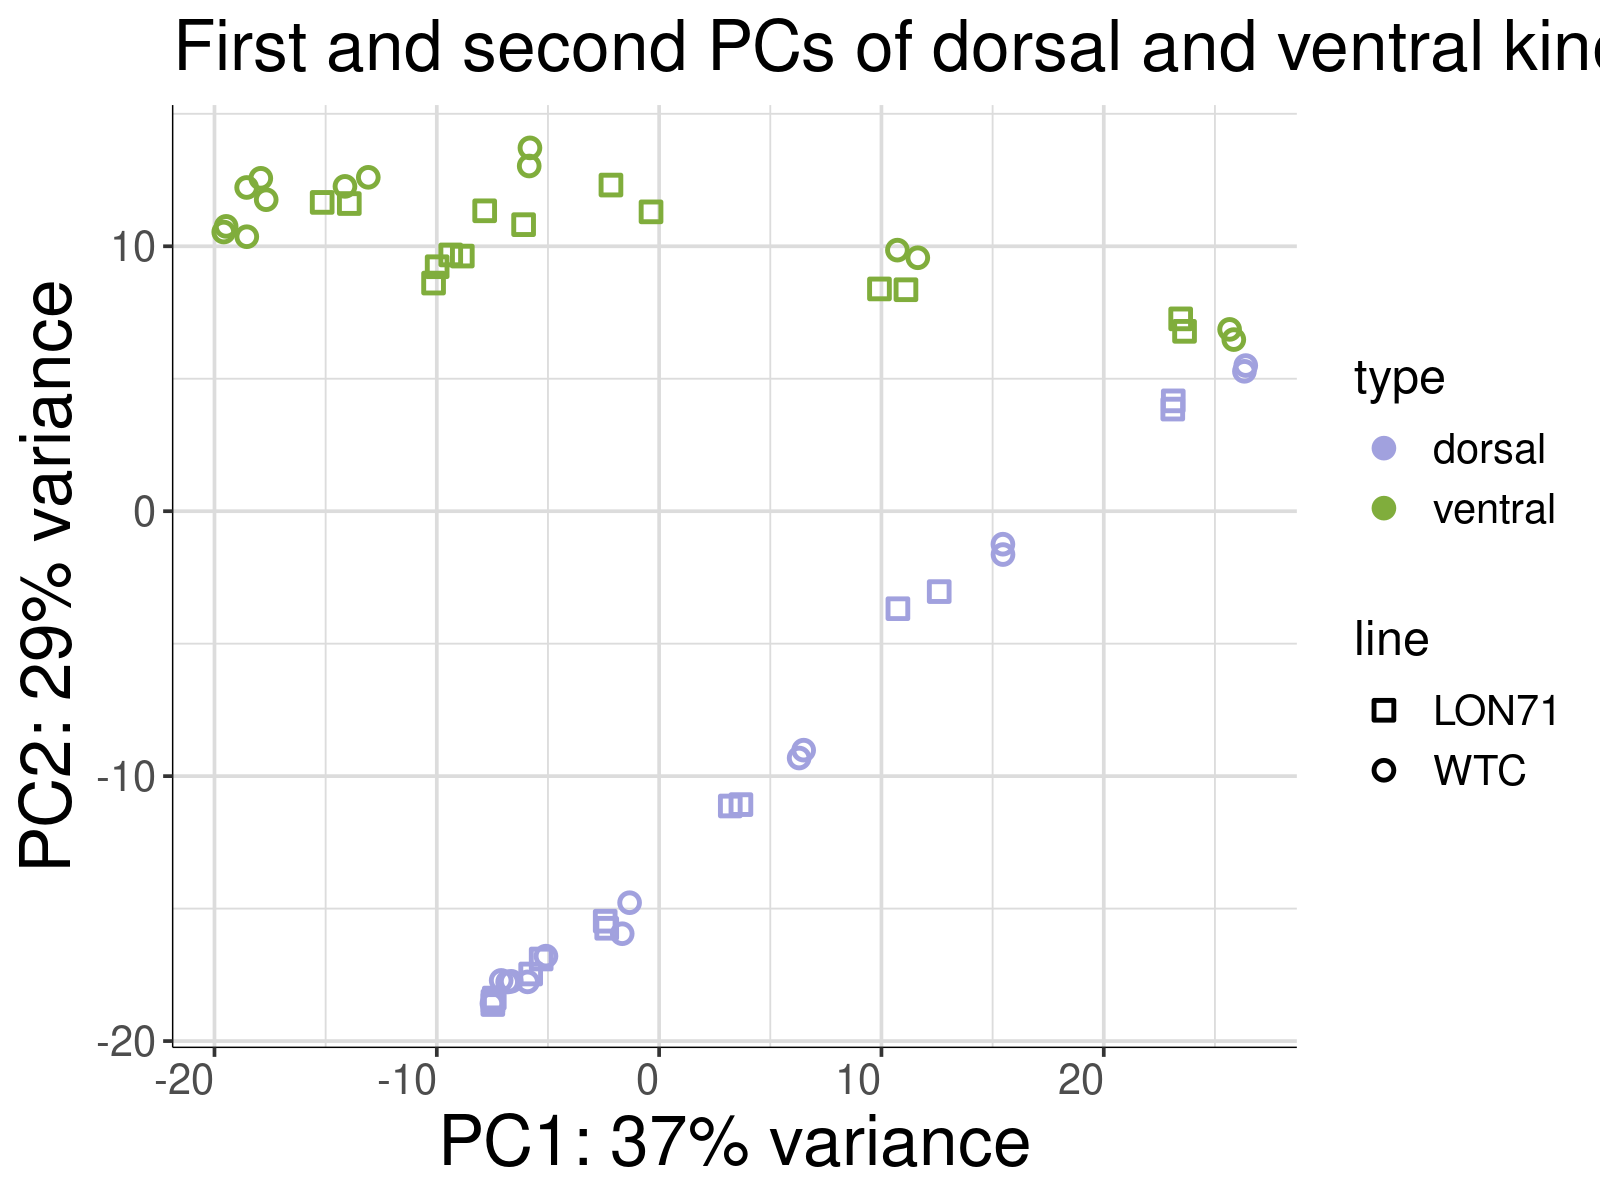 First and second PCs of dorsal and ventral
PC2: 29% variance
10
0
-10
-20
-20
-10
0
10
20
PC1: 37% variance
type
dorsal
ventral
line
LON71
WTC